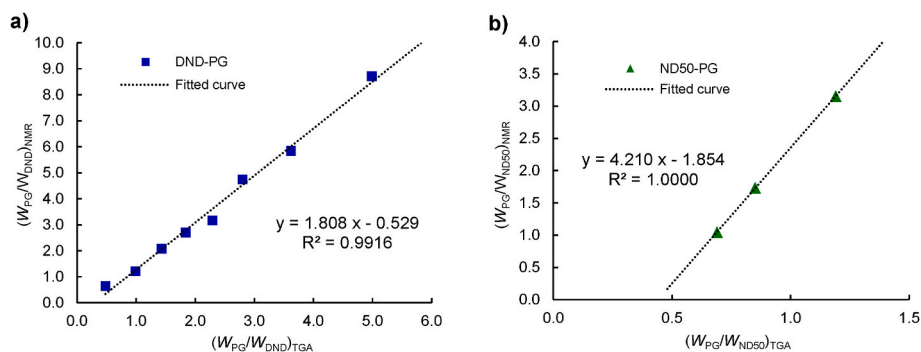 a)
10.0
9.0
8.0
7.0
6.0
5.0
4.0
3.0
2.0
1.0
0.0
(WPG/WDND)NMR
DND-PG
Fitted curve
y = 1.808 x - 0.529
R² = 0.9916
0.0 1.0 2.0 3.0 4.0 5.0 6.0
(WPG/WDND)TGA
b)
4.0
3.5
3.0
2.5
2.0
1.5
1.0
0.5
0.0
(WPG/WND50)NMR
ND50-PG
Fitted curve
y = 4.210 x - 1.854
R² = 1.0000
0.0 0.5 1.0 1.5
(WPG/WND50)TGA